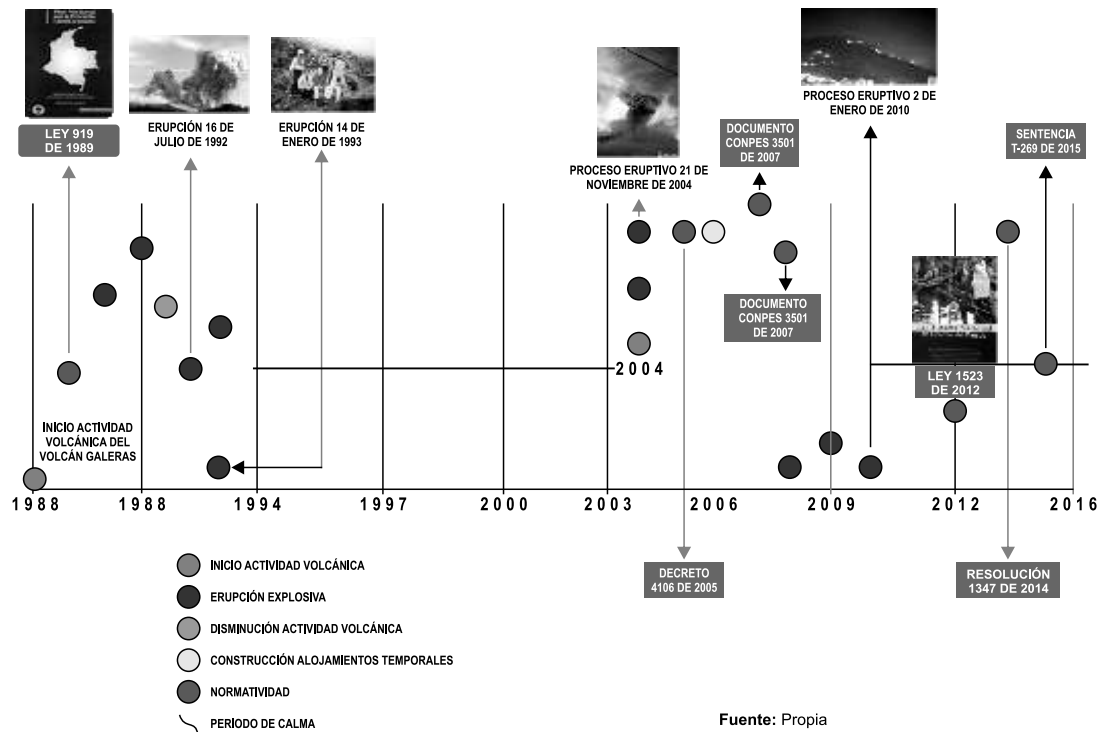 LEY 919
DE 1989
ERUPCIÓN 16 DE
JULIO DE 1992
ERUPCIÓN 14 DE
ENERO DE 1993
PROCESO ERUPTIVO 21 DE
NOVIEMBRE DE 2004
DOCUMENTO
CONPES 3501
DE 2007
PROCESO ERUPTIVO 2 DE
ENERO DE 2010
SENTENCIA
T-269 DE 2015
DOCUMENTO
CONPES 3501
DE 2007
2004
LEY 1523
DE 2012
INICIO ACTIVIDAD
VOLCÁNICA DEL
VOLCÁN GALERAS
1988
1988
1994
1997
2000
2003
2006
2009
2012
2016
DECRETO
4106 DE 2005
RESOLUCIÓN
1347 DE 2014
INICIO ACTIVIDAD VOLCÁNICA
ERUPCIÓN EXPLOSIVA
DISMINUCIÓN ACTIVIDAD VOLCÁNICA
CONSTRUCCIÓN ALOJAMIENTOS TEMPORALES
NORMATIVIDAD
PERÍODO DE CALMA
Fuente: Propia